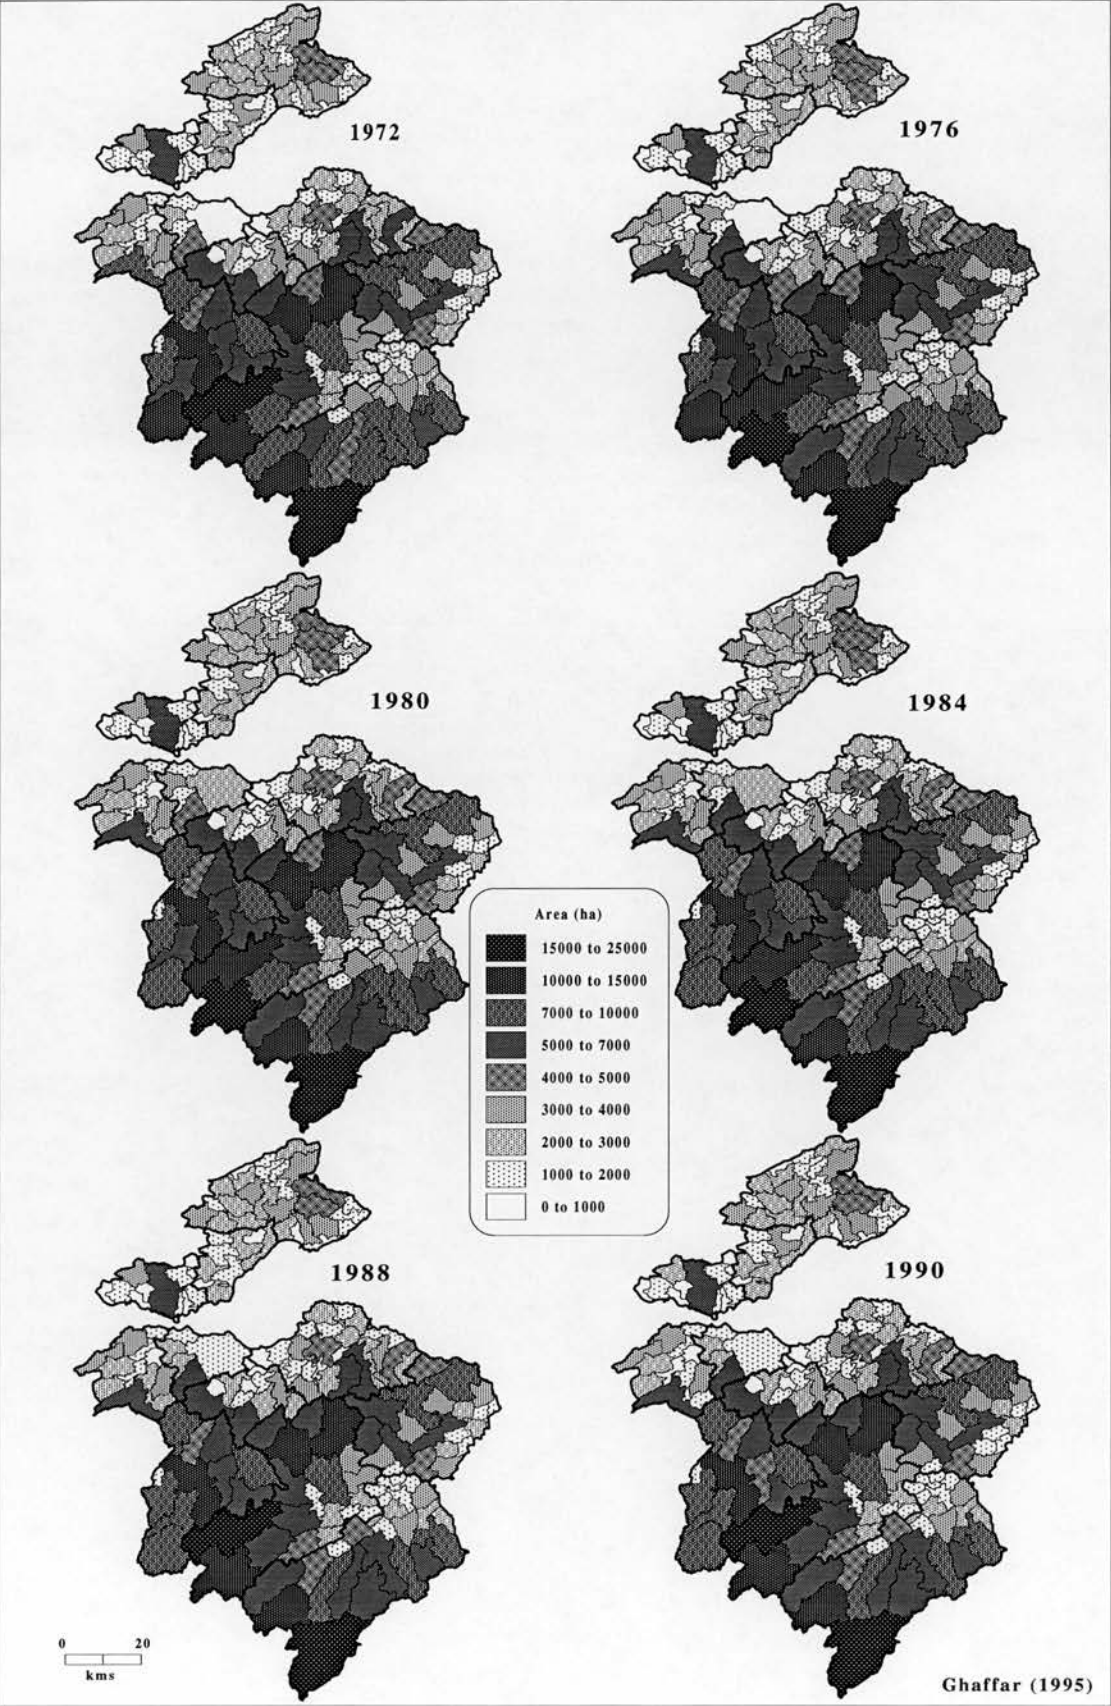 1972
1976
1980
1984
Area (ha)
15000 to 25000
10000 to 15000
7000 to 10000
5000 to 7000
4000 to 5000
3000 to 4000
2000 to 3000
1000 to 2000
0 to 1000
1988
1990
0 20
kms
Ghaffar (1995)